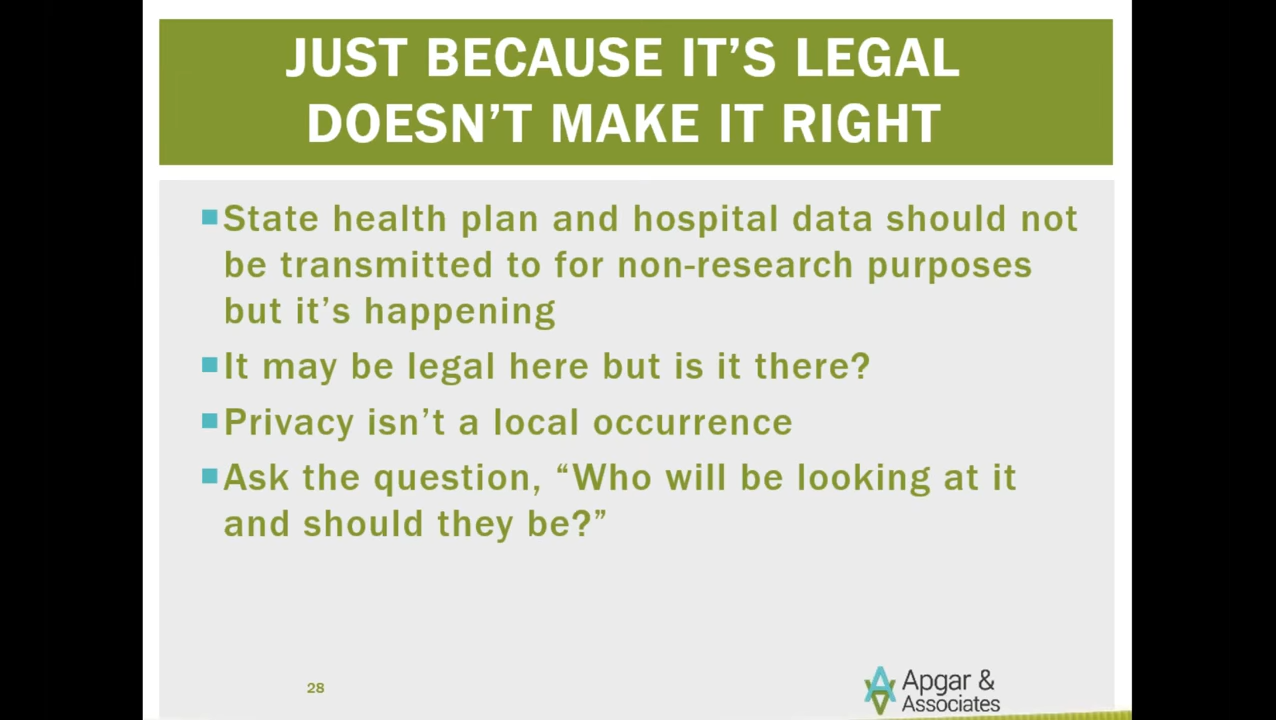 JUST BECAUSE IT’S LEGAL
DOESN’T MAKE IT RIGHT
State health plan and hospital data should not
be transmitted to for non-research purposes
but it’s happening
It may be legal here but is it there?
Privacy isn’t a local occurrence
Ask the question, “Who will be looking at it
and should they be?”
28
Apgar &
Associates